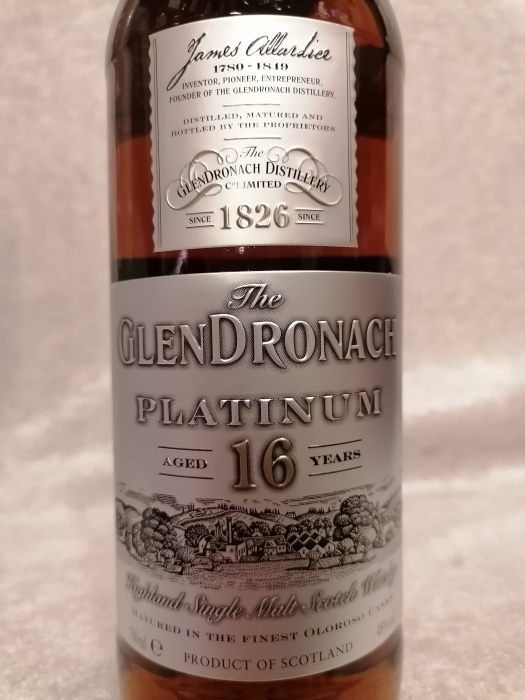 James Allardice
1780 - 1849
INVENTOR, PIONEER, ENTREPRENEUR,
FOUNDER OF THE GLENDRONACH DISTILLERY.
DISTILLED, MATURED AND
BOTTLED BY THE PROPRIETORS
The
GLENDRONACH DISTILLERY
Co LIMITED
SINCE 1826 SINCE
The
GLENDRONACH
PLATINUM
AGED 16 YEARS
Highland Single Malt Scotch Whisky
MATURED IN THE FINEST OLOROSO CASKS
℮
PRODUCT OF SCOTLAND